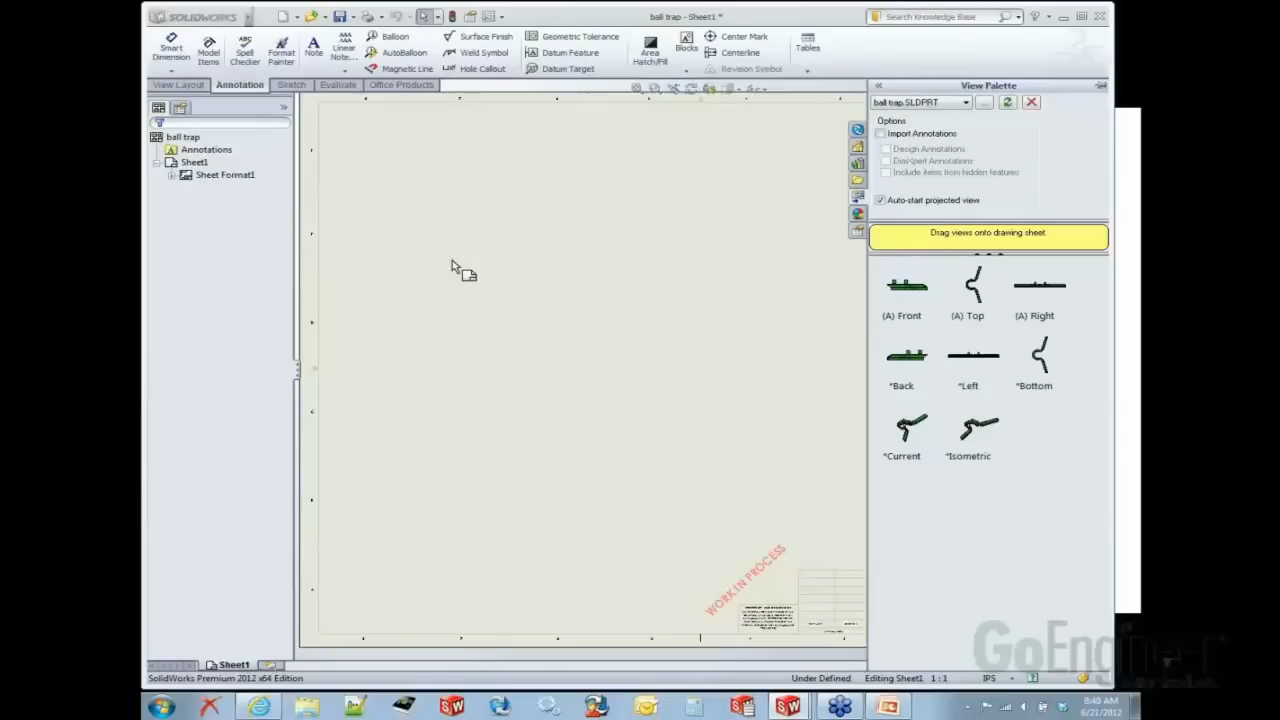 SOLIDWORKS
ball trap - Sheet1 *
Search Knowledge Base
Smart Dimension
Model Items
Spell Checker
Format Painter
Note
Linear Note...
Balloon
AutoBalloon
Magnetic Line
Surface Finish
Weld Symbol
Hole Callout
Geometric Tolerance
Datum Feature
Datum Target
Area Hatch/Fill
Blocks
Center Mark
Centerline
Revision Symbol
Tables
View Layout Annotation Sketch Evaluate Office Products
View Palette
ball trap
Annotations
Sheet1
Sheet Format1
ball trap.SLDPRT
Options
Import Annotations
Design Annotations
DimXpert Annotations
Include items from hidden features
Auto-start projected view
Drag views onto drawing sheet.
(A) Front (A) Top (A) Right
*Back *Left *Bottom
*Current *Isometric
WORK IN PROCESS
Sheet1
SolidWorks Premium 2012 x64 Edition
Under Defined Editing Sheet1 1 : 1 IPS
GoEngineer
8:40 AM
6/21/2012